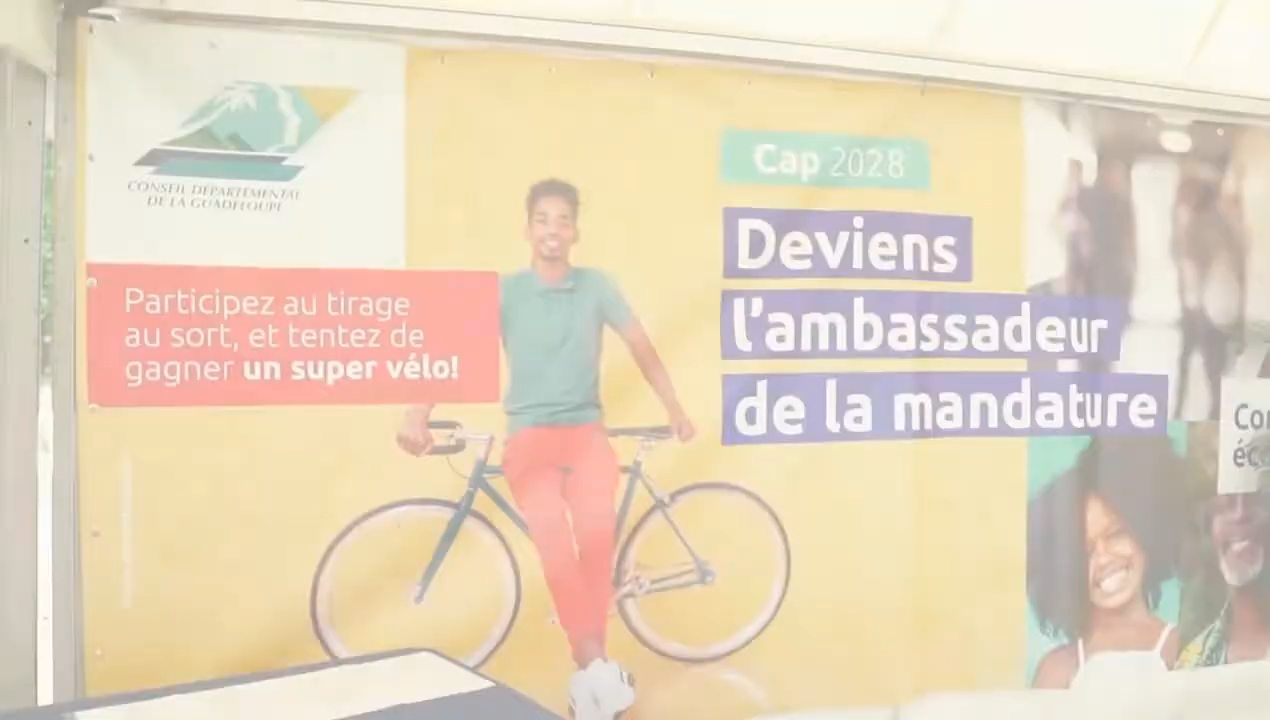 CONSEIL DÉPARTEMENTAL
DE LA GUADELOUPE
Participez au tirage
au sort, et tentez de
gagner un super vélo!
Cap 2028
Deviens
l'ambassadeur
de la mandature